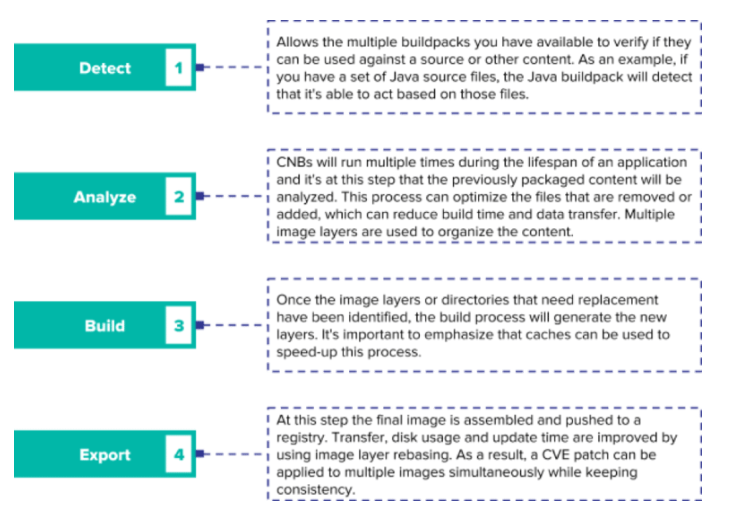 Detect 1
Allows the multiple buildpacks you have available to verify if they
can be used against a source or other content. As an example, if
you have a set of Java source files, the Java buildpack will detect
that it's able to act based on those files.
Analyze 2
CNBs will run multiple times during the lifespan of an application
and it's at this step that the previously packaged content will be
analyzed. This process can optimize the files that are removed or
added, which can reduce build time and data transfer. Multiple
image layers are used to organize the content.
Build 3
Once the image layers or directories that need replacement
have been identified, the build process will generate the new
layers. It's important to emphasize that caches can be used to
speed-up this process.
Export 4
At this step the final image is assembled and pushed to a
registry. Transfer, disk usage and update time are improved by
using image layer rebasing. As a result, a CVE patch can be
applied to multiple images simultaneously while keeping
consistency.